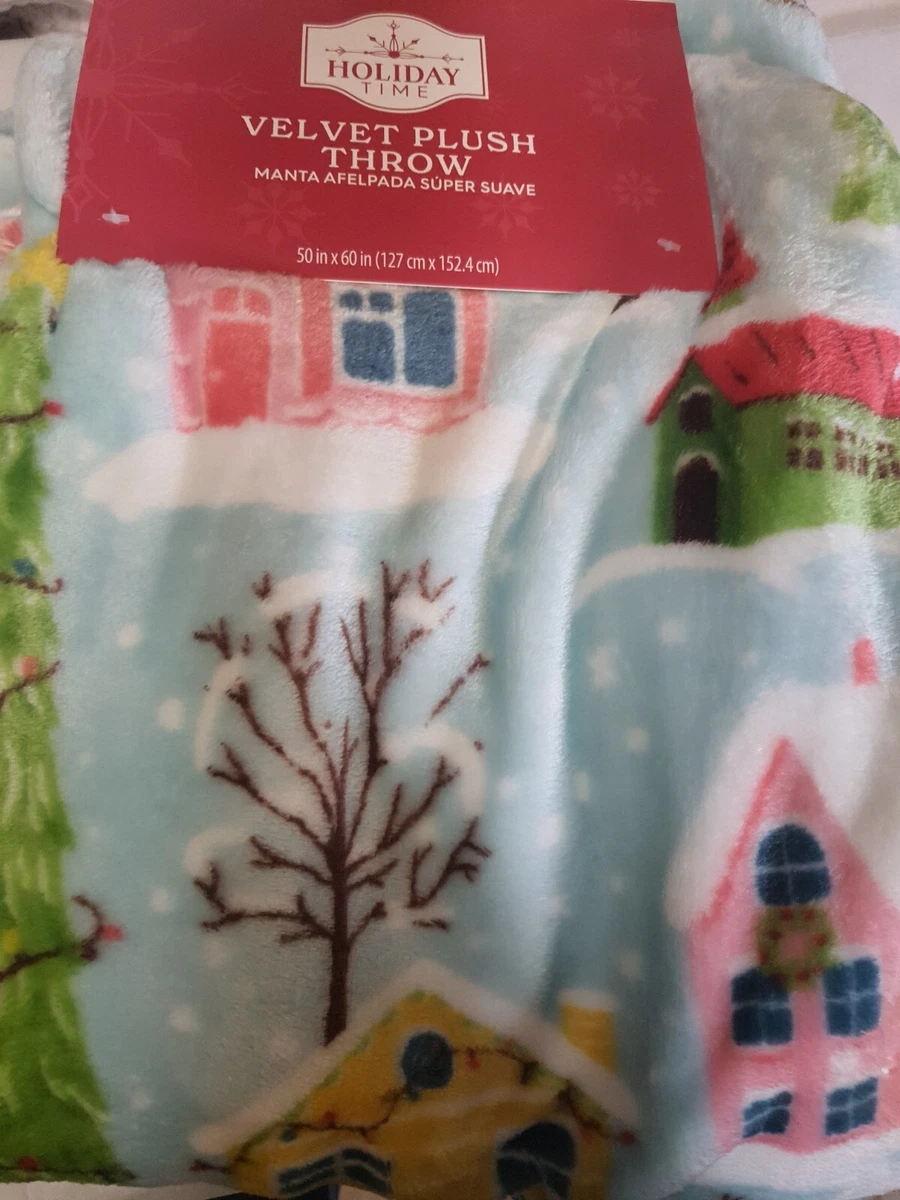 HOLIDAY
TIME
VELVET PLUSH
THROW
MANTA AFELPADA SÚPER SUAVE
50 in x 60 in (127 cm x 152.4 cm)